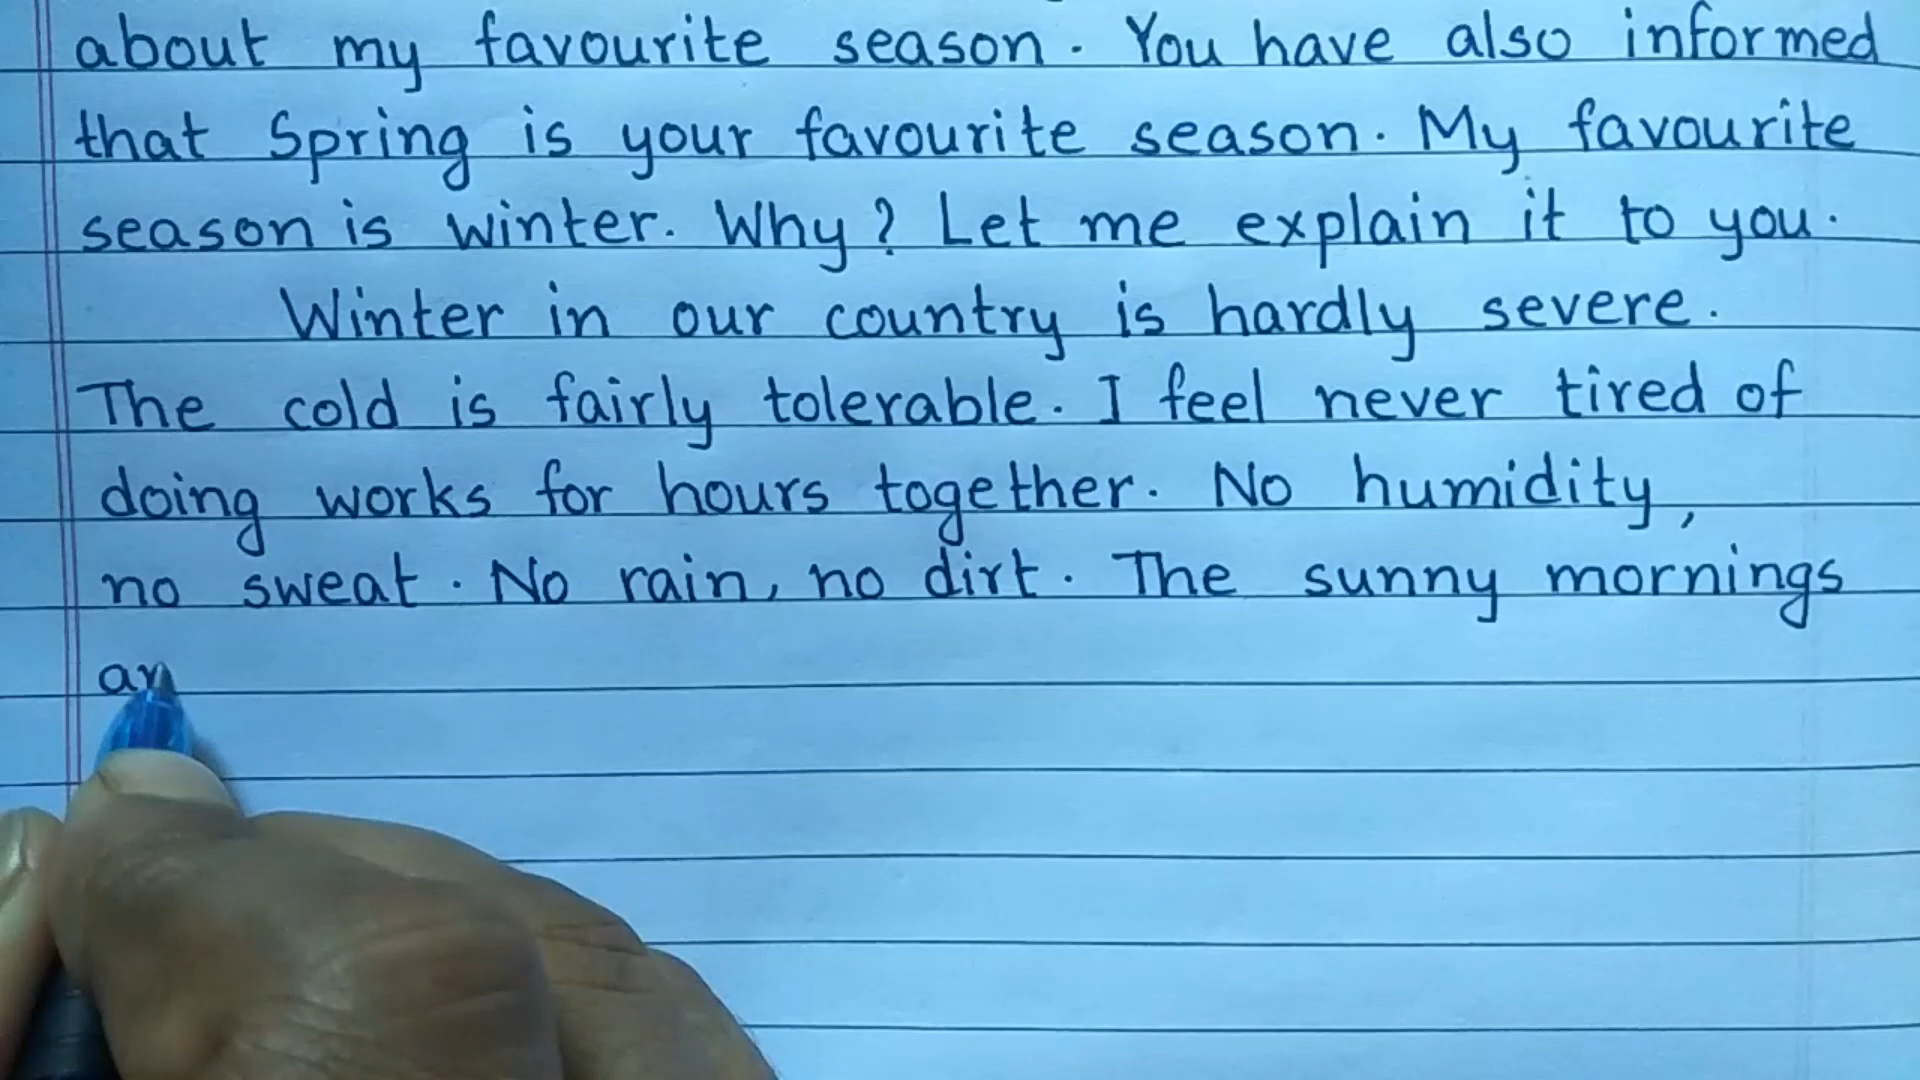 about my favourite season. You have also informed
that Spring is your favourite season. My favourite
season is winter. Why? Let me explain it to you.
Winter in our country is hardly severe.
The cold is fairly tolerable. I feel never tired of
doing works for hours together. No humidity,
no sweat. No rain, no dirt. The sunny mornings